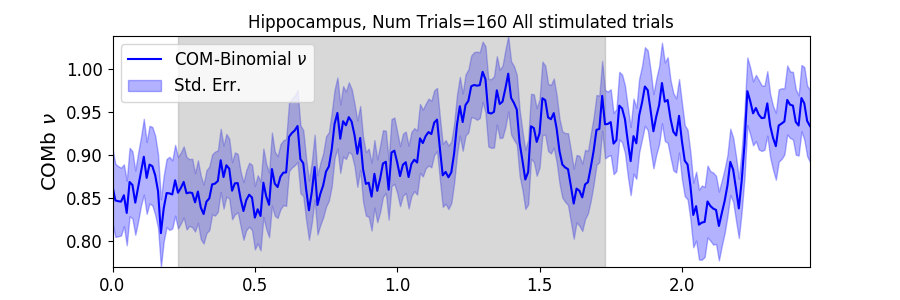 Hippocampus, Num Trials=160 All stimulated trials
COM-Binomial ν
Std. Err.
COMb ν
1.00
0.95
0.90
0.85
0.80
0.0 0.5 1.0 1.5 2.0